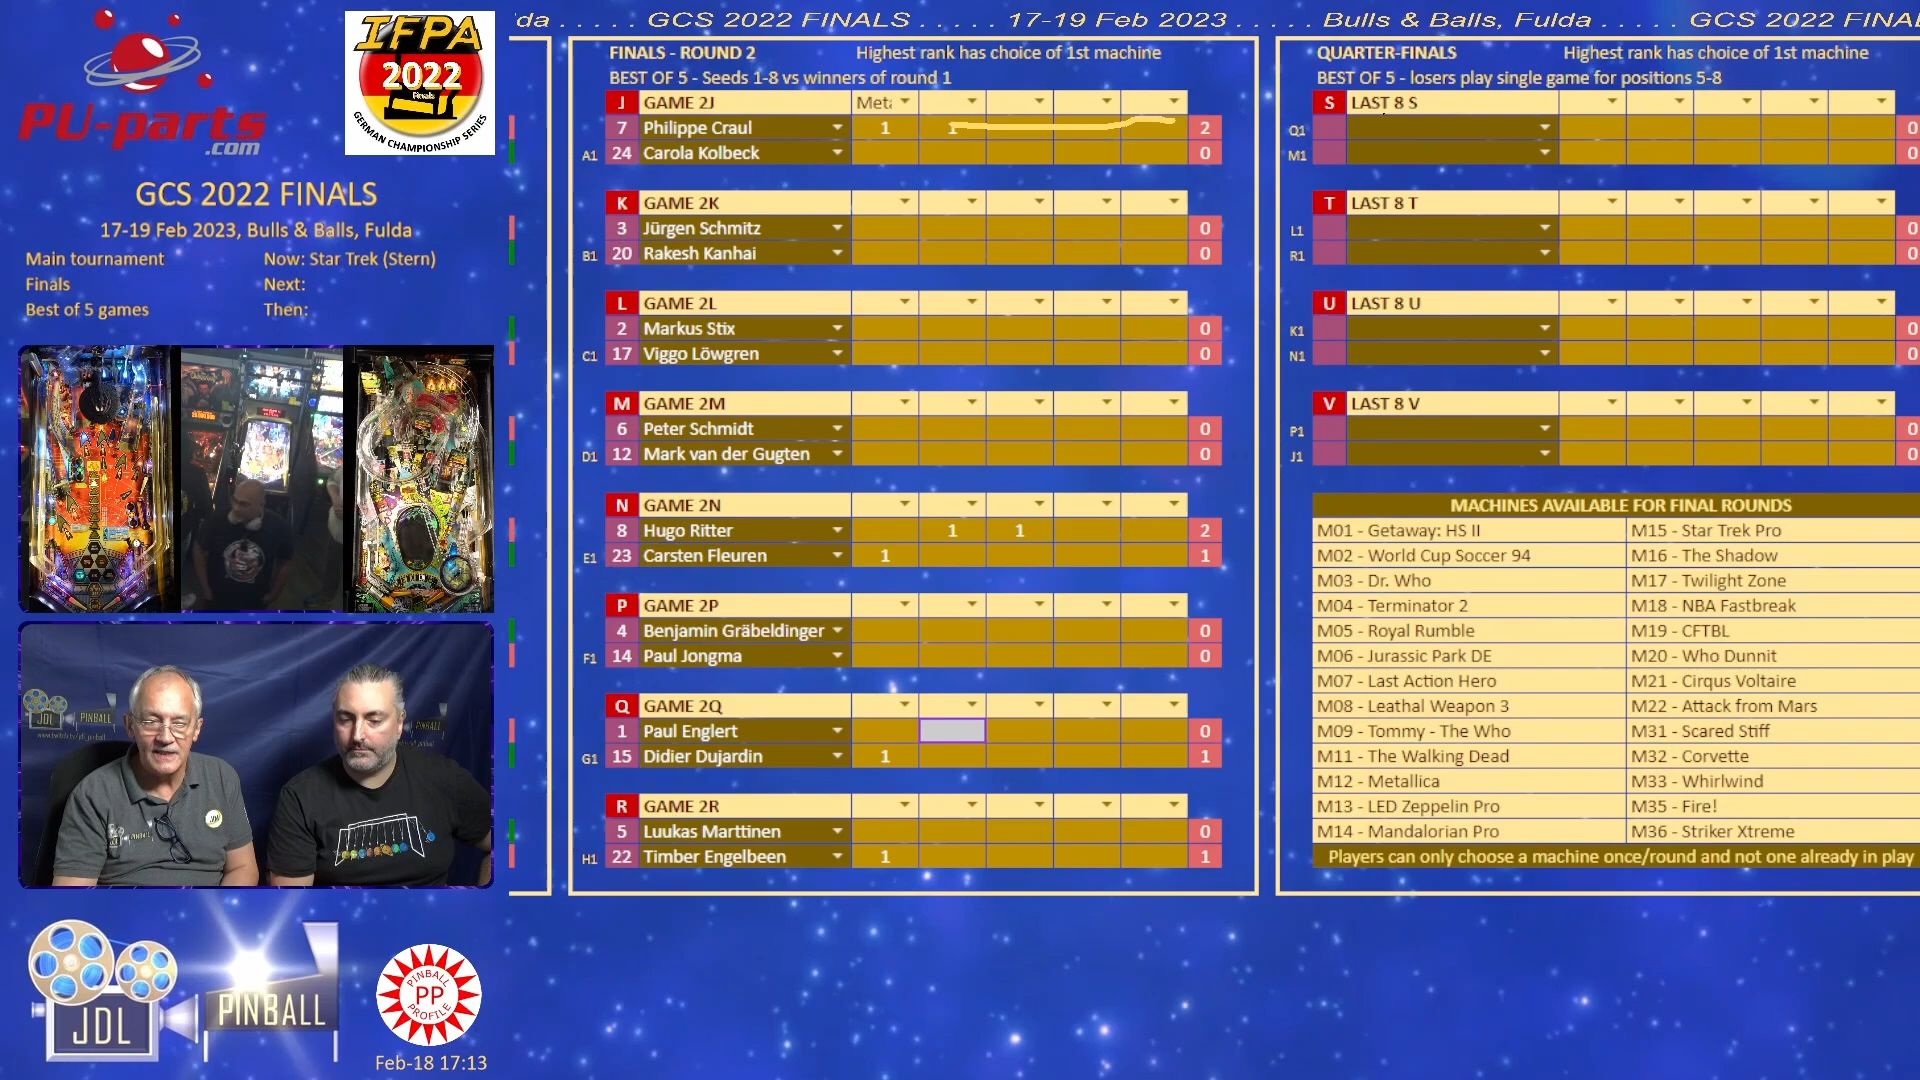 da . . . . . GCS 2022 FINALS . . . . . 17-19 Feb 2023 . . . . . Bulls & Balls, Fulda . . . . . GCS 2022 FINAL
PU-parts
.com
IFPA
2022
Finals
GERMAN CHAMPIONSHIP SERIES
GCS 2022 FINALS
17-19 Feb 2023, Bulls & Balls, Fulda
Main tournament Now: Star Trek (Stern)
Finals Next:
Best of 5 games Then:
FINALS - ROUND 2 Highest rank has choice of 1st machine
BEST OF 5 - Seeds 1-8 vs winners of round 1
J GAME 2J Meta
7 Philippe Craul 1 1 2
A1 24 Carola Kolbeck 0
K GAME 2K
3 Jürgen Schmitz 0
B1 20 Rakesh Kanhai 0
L GAME 2L
2 Markus Stix 0
C1 17 Viggo Löwgren 0
M GAME 2M
6 Peter Schmidt 0
D1 12 Mark van der Gugten 0
N GAME 2N
8 Hugo Ritter 1 1 2
E1 23 Carsten Fleuren 1 1
P GAME 2P
4 Benjamin Gräbeldinger 0
F1 14 Paul Jongma 0
Q GAME 2Q
1 Paul Englert 0
G1 15 Didier Dujardin 1 1
R GAME 2R
5 Luukas Marttinen 0
H1 22 Timber Engelbeen 1 1
QUARTER-FINALS Highest rank has choice of 1st machine
BEST OF 5 - losers play single game for positions 5-8
S LAST 8 S
Q1 0
M1 0
T LAST 8 T
L1 0
R1 0
U LAST 8 U
K1 0
N1 0
V LAST 8 V
P1 0
J1 0
MACHINES AVAILABLE FOR FINAL ROUNDS
M01 - Getaway: HS II M15 - Star Trek Pro
M02 - World Cup Soccer 94 M16 - The Shadow
M03 - Dr. Who M17 - Twilight Zone
M04 - Terminator 2 M18 - NBA Fastbreak
M05 - Royal Rumble M19 - CFTBL
M06 - Jurassic Park DE M20 - Who Dunnit
M07 - Last Action Hero M21 - Cirqus Voltaire
M08 - Leathal Weapon 3 M22 - Attack from Mars
M09 - Tommy - The Who M31 - Scared Stiff
M11 - The Walking Dead M32 - Corvette
M12 - Metallica M33 - Whirlwind
M13 - LED Zeppelin Pro M35 - Fire!
M14 - Mandalorian Pro M36 - Striker Xtreme
Players can only choose a machine once/round and not one already in play
JDL PINBALL
PINBALL
PP
PROFILE
Feb-18 17:13